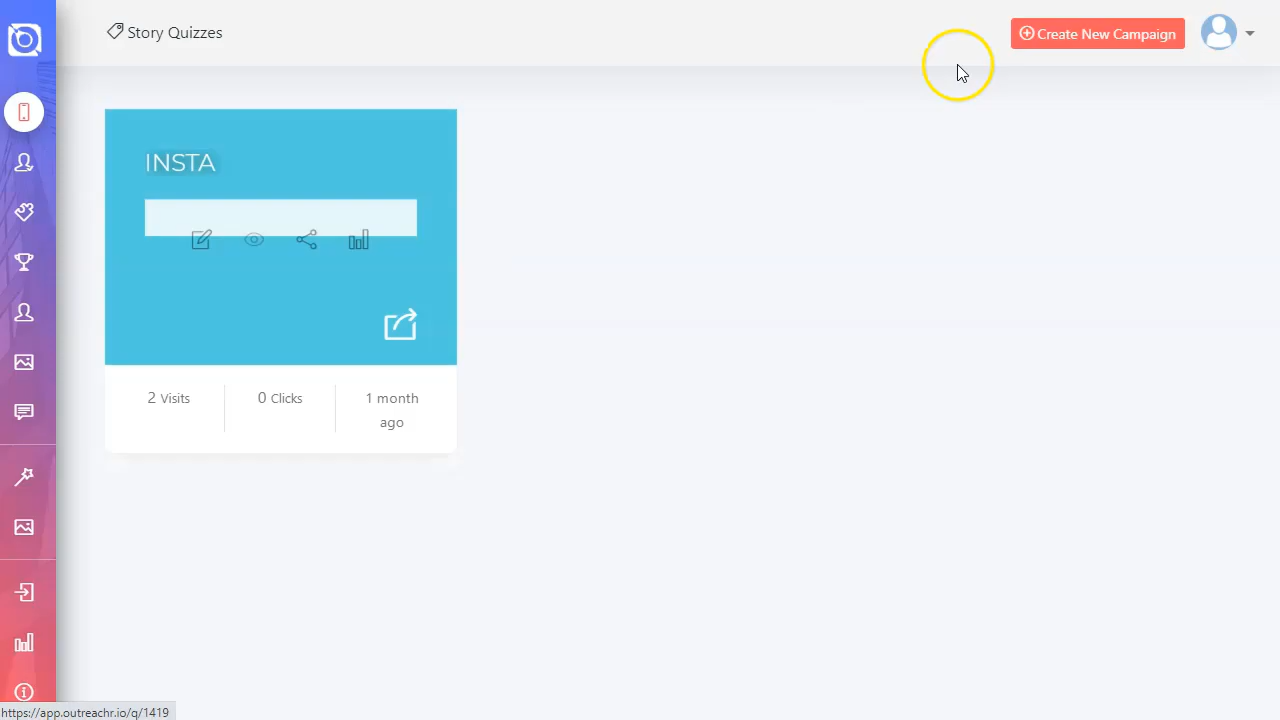 Story Quizzes
Create New Campaign
INSTA
2 Visits
0 Clicks
1 month
ago
https://app.outreachr.io/q/1419